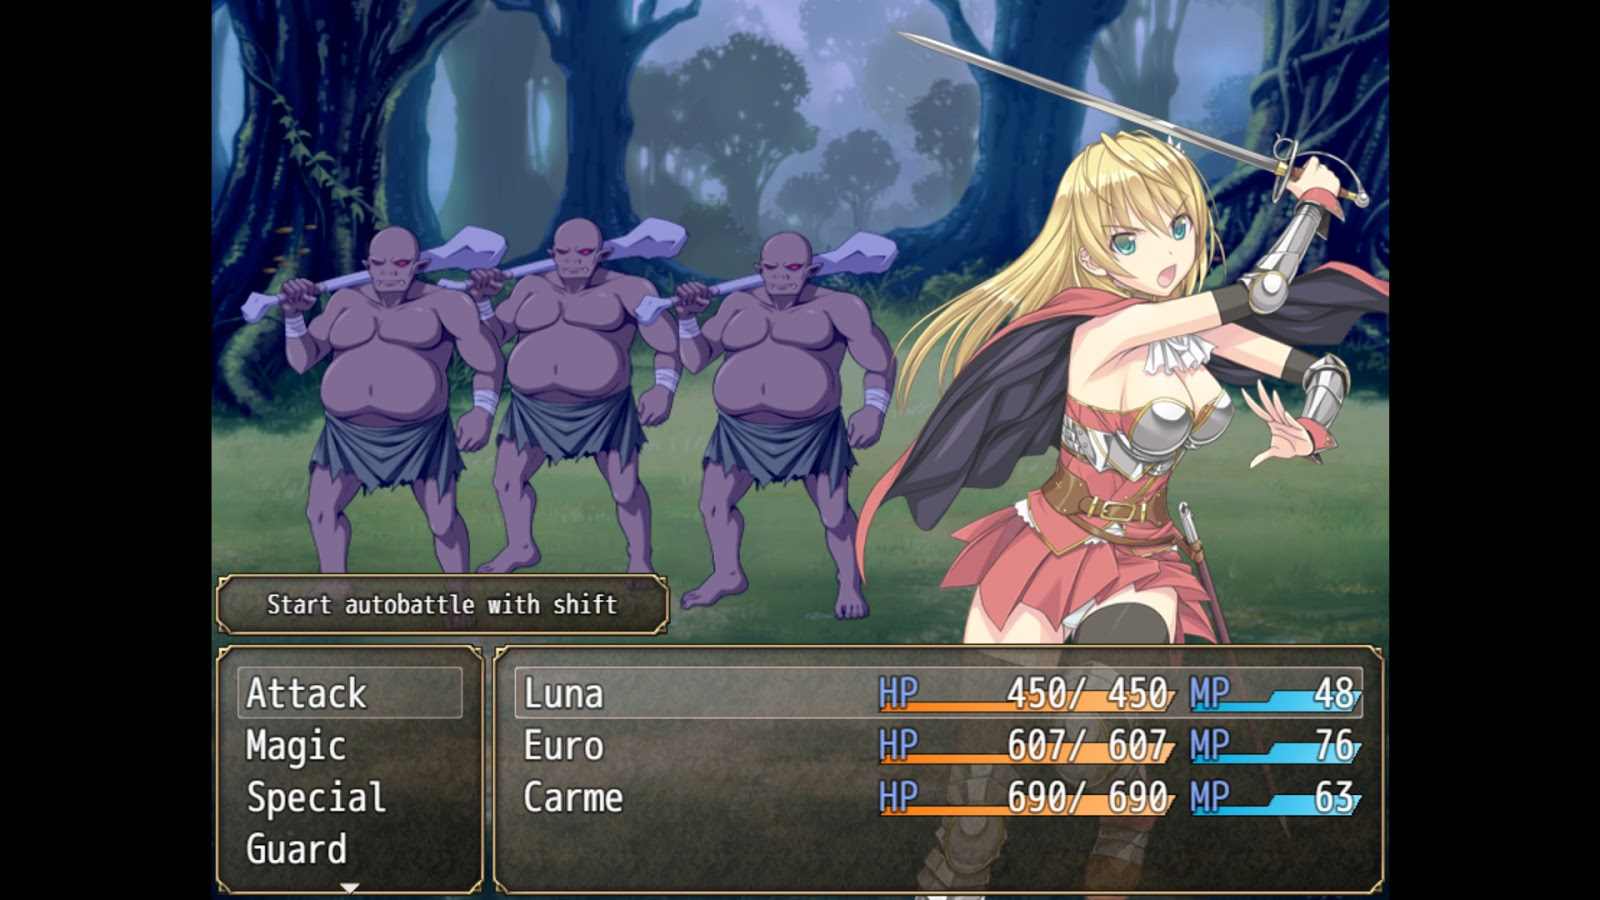 Start autobattle with shift
Attack
Magic
Special
Guard
Luna HP 450/ 450 MP 48
Euro HP 607/ 607 MP 76
Carme HP 690/ 690 MP 63